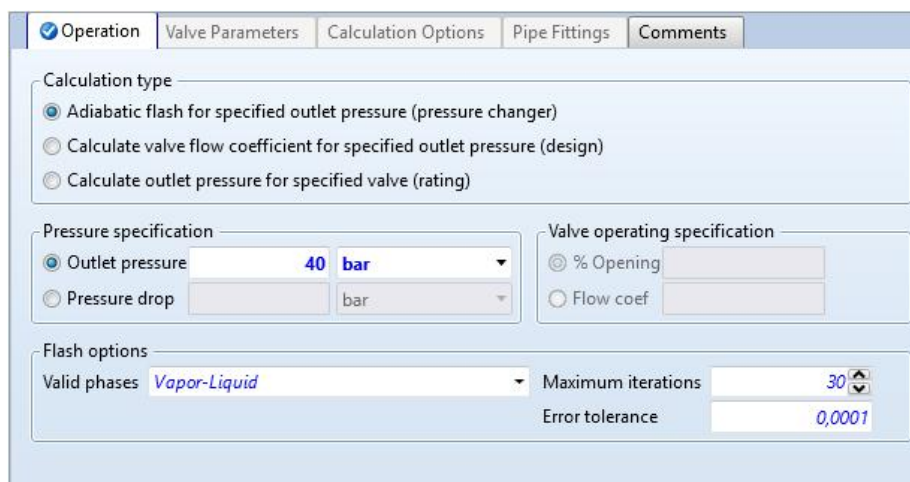 Operation Valve Parameters Calculation Options Pipe Fittings Comments
Calculation type
Adiabatic flash for specified outlet pressure (pressure changer)
Calculate valve flow coefficient for specified outlet pressure (design)
Calculate outlet pressure for specified valve (rating)
Pressure specification
Outlet pressure 40 bar
Pressure drop bar
Valve operating specification
% Opening
Flow coef
Flash options
Valid phases Vapor-Liquid Maximum iterations 30
Error tolerance 0,0001